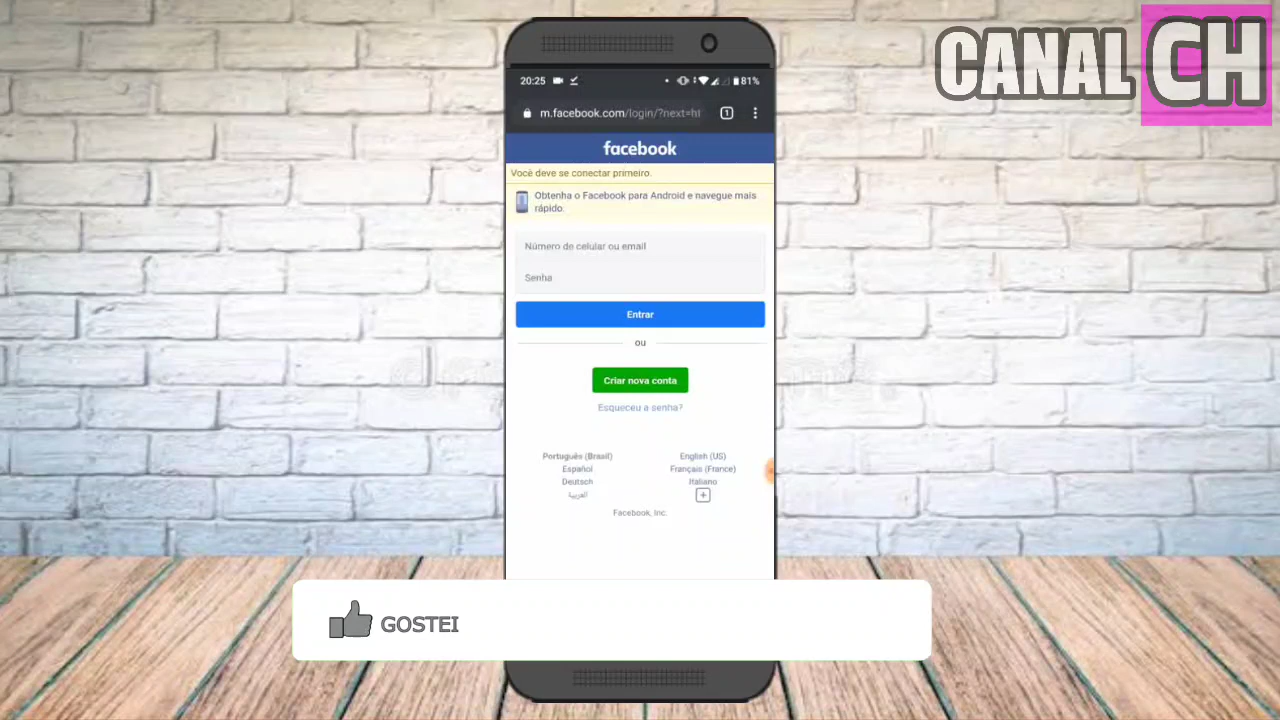 CANAL CH
20:25
81%
m.facebook.com/login/?next=ht
1
facebook
Você deve se conectar primeiro.
Obtenha o Facebook para Android e navegue mais
rápido.
Número de celular ou email
Senha
Entrar
ou
Criar nova conta
Esqueceu a senha?
Português (Brasil)
English (US)
Español
Français (France)
Deutsch
Italiano
العربية
Facebook, Inc.
GOSTEI